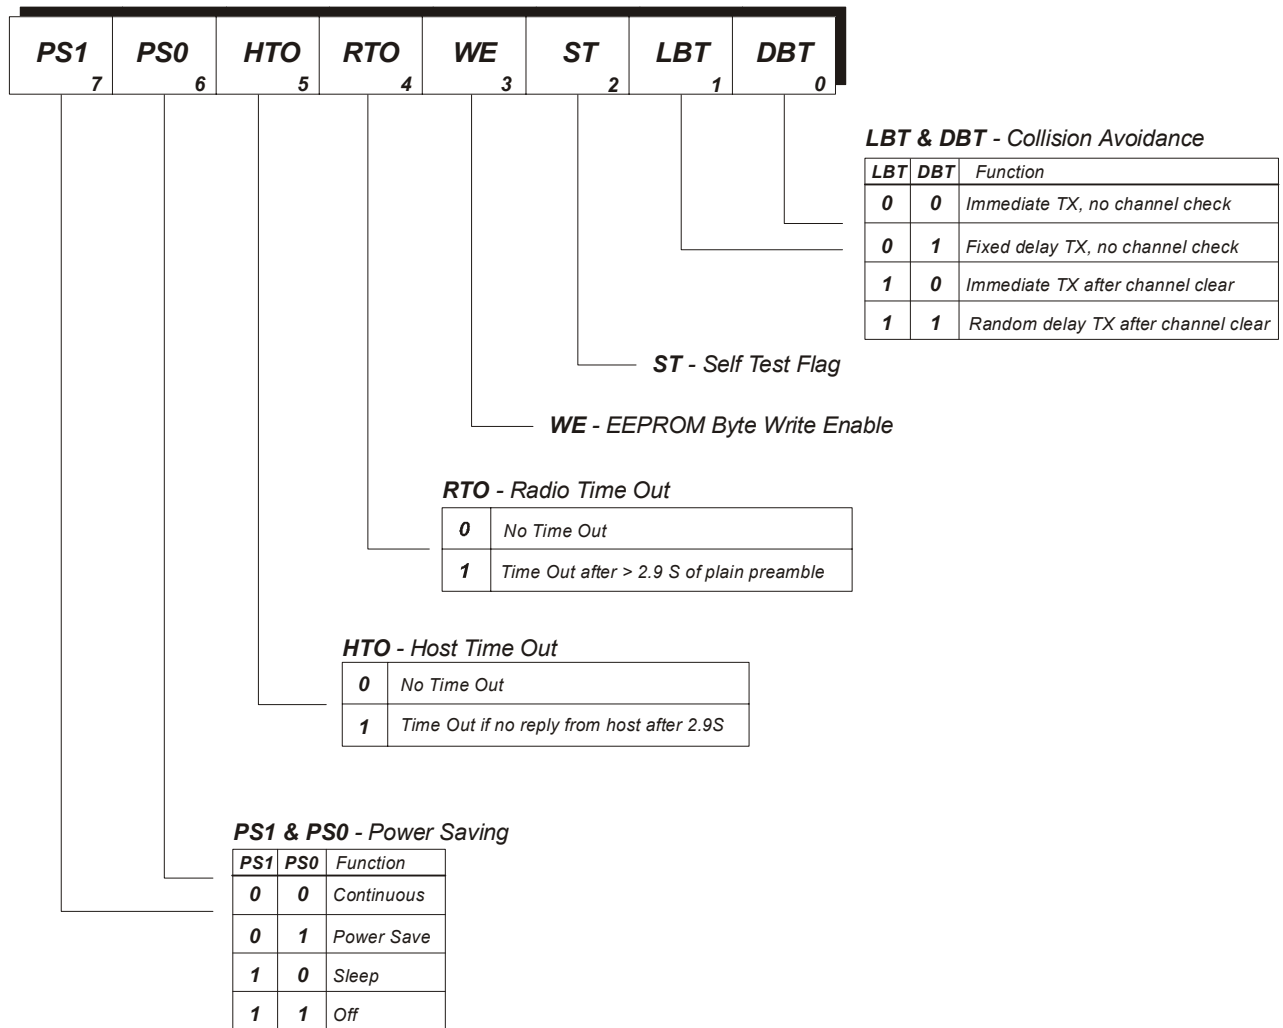 PS1 PS0 HTO RTO WE ST LBT DBT
7 6 5 4 3 2 1 0
LBT & DBT - Collision Avoidance
LBT DBT Function
0 0 Immediate TX, no channel check
0 1 Fixed delay TX, no channel check
1 0 Immediate TX after channel clear
1 1 Random delay TX after channel clear
ST - Self Test Flag
WE - EEPROM Byte Write Enable
RTO - Radio Time Out
0 No Time Out
1 Time Out after > 2.9 S of plain preamble
HTO - Host Time Out
0 No Time Out
1 Time Out if no reply from host after 2.9S
PS1 & PS0 - Power Saving
PS1 PS0 Function
0 0 Continuous
0 1 Power Save
1 0 Sleep
1 1 Off